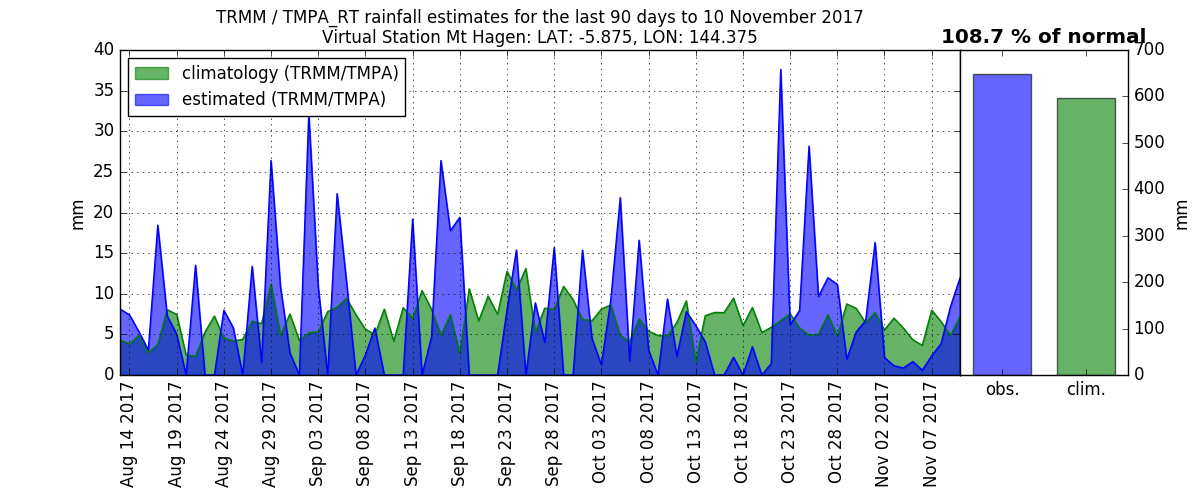 TRMM / TMPA_RT rainfall estimates for the last 90 days to 10 November 2017
Virtual Station Mt Hagen: LAT: -5.875, LON: 144.375
108.7 % of normal
climatology (TRMM/TMPA)
estimated (TRMM/TMPA)
mm
40
35
30
25
20
15
10
5
0
Aug 14 2017
Aug 19 2017
Aug 24 2017
Aug 29 2017
Sep 03 2017
Sep 08 2017
Sep 13 2017
Sep 18 2017
Sep 23 2017
Sep 28 2017
Oct 03 2017
Oct 08 2017
Oct 13 2017
Oct 18 2017
Oct 23 2017
Oct 28 2017
Nov 02 2017
Nov 07 2017
obs.
clim.
700
600
500
400
300
200
100
0
mm